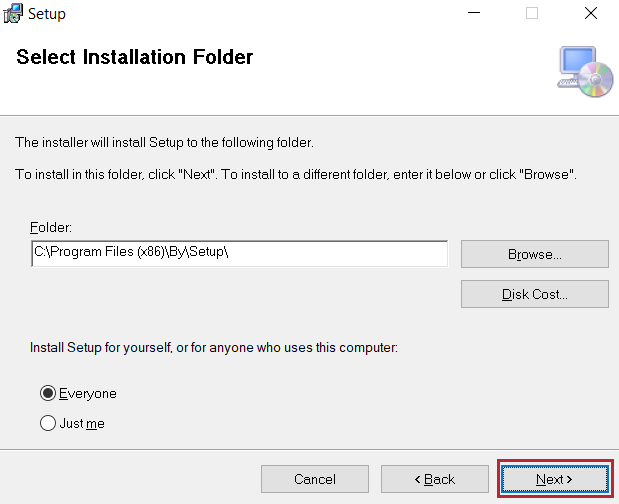 Setup
Select Installation Folder
The installer will install Setup to the following folder.
To install in this folder, click "Next". To install to a different folder, enter it below or click "Browse".
Folder:
C:\Program Files (x86)\By\Setup\
Browse...
Disk Cost...
Install Setup for yourself, or for anyone who uses this computer:
Everyone
Just me
Cancel
< Back
Next >